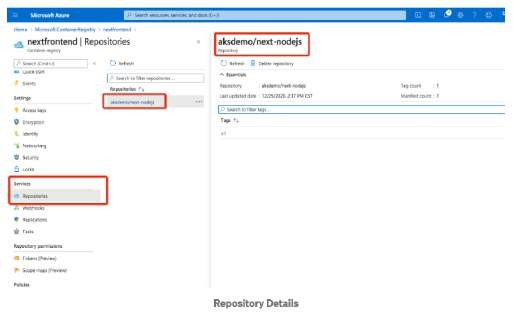 Microsoft Azure
Search resources, services, and docs (G+/)
Home > Microsoft.ContainerRegistry > nextfrontend >
nextfrontend | Repositories
Container registry
Search (Cmd+/)
Quick start
Events
Settings
Access keys
Encryption
Identity
Networking
Security
Locks
Services
Repositories
Webhooks
Replications
Tasks
Repository permissions
Tokens (Preview)
Scope maps (Preview)
Policies
Refresh
Search to filter repositories ...
Repositories
aksdemo/next-nodejs
aksdemo/next-nodejs
Repository
Refresh Delete repository
Essentials
Repository : aksdemo/next-nodejs Tag count : 1
Last updated date : 12/25/2020, 2:17 PM CST Manifest count : 1
Search to filter tags ...
Tags
v1
Repository Details